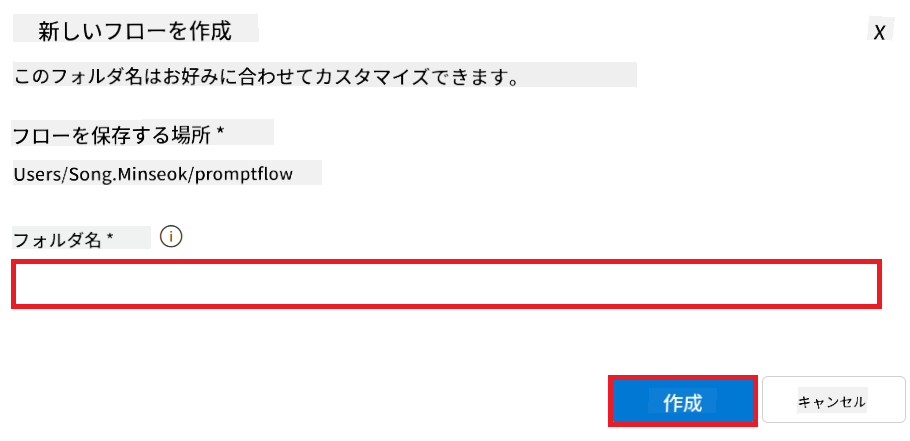 新しいフローを作成
X
このフォルダ名はお好みに合わせてカスタマイズできます。
フローを保存する場所 *
Users/Song.Minseok/promptflow
フォルダ名 *
作成
キャンセル